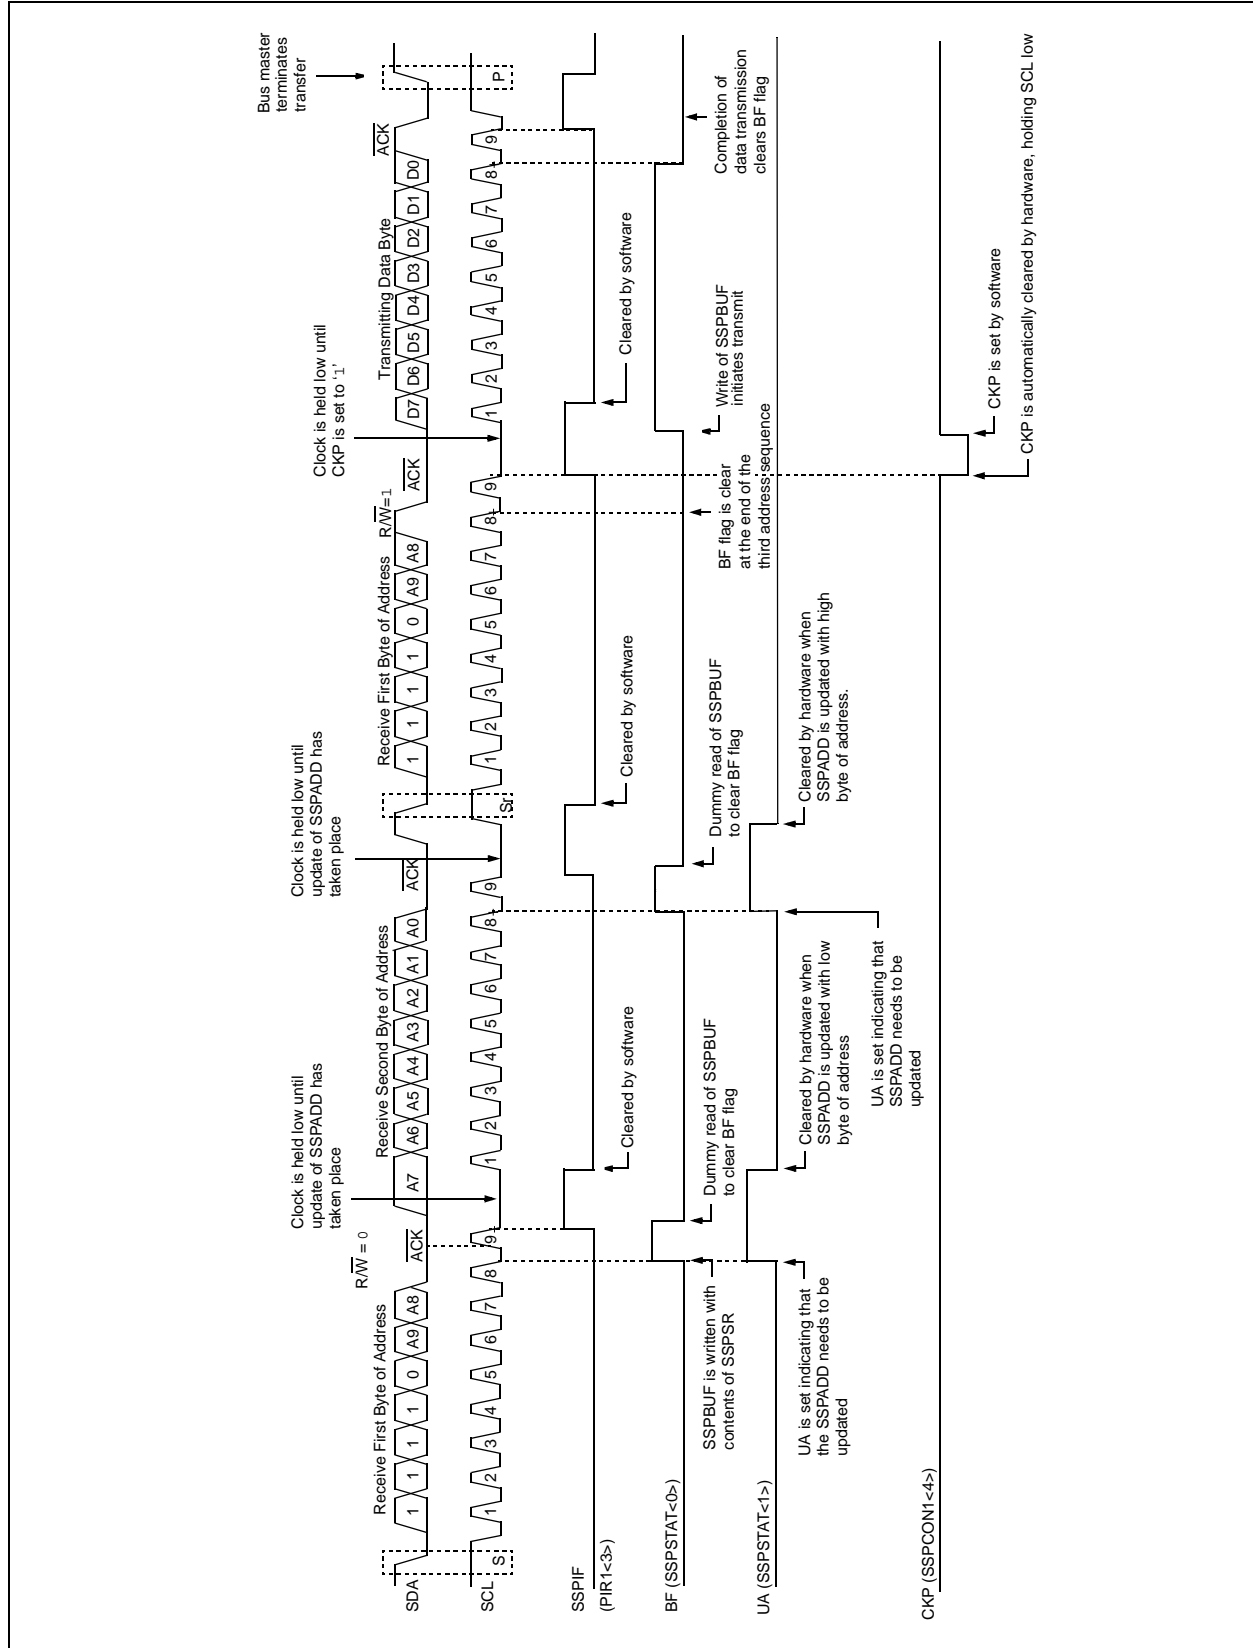 Bus master
terminates
transfer
Clock is held low until
CKP is set to ‘1’
Clock is held low until
update of SSPADD has
taken place
Clock is held low until
update of SSPADD has
taken place
R/W = 0
R/W=1
Receive First Byte of Address
ACK
Receive Second Byte of Address
ACK
Receive First Byte of Address
ACK
Transmitting Data Byte
ACK
SDA
1 1 1 1 0 A9 A8
A7 A6 A5 A4 A3 A2 A1 A0
1 1 1 1 0 A9 A8
D7 D6 D5 D4 D3 D2 D1 D0
SCL
S
1 2 3 4 5 6 7 8 9
1 2 3 4 5 6 7 8 9
Sr
1 2 3 4 5 6 7 8 9
1 2 3 4 5 6 7 8 9
P
SSPIF
(PIR1<3>)
Cleared by software
Cleared by software
Cleared by software
BF (SSPSTAT<0>)
SSPBUF is written with
contents of SSPSR
Dummy read of SSPBUF
to clear BF flag
Dummy read of SSPBUF
to clear BF flag
BF flag is clear
at the end of the
third address sequence
Write of SSPBUF
initiates transmit
Completion of
data transmission
clears BF flag
UA (SSPSTAT<1>)
UA is set indicating that
the SSPADD needs to be
updated
Cleared by hardware when
SSPADD is updated with low
byte of address
UA is set indicating that
SSPADD needs to be
updated
Cleared by hardware when
SSPADD is updated with high
byte of address.
CKP (SSPCON1<4>)
CKP is set by software
CKP is automatically cleared by hardware, holding SCL low